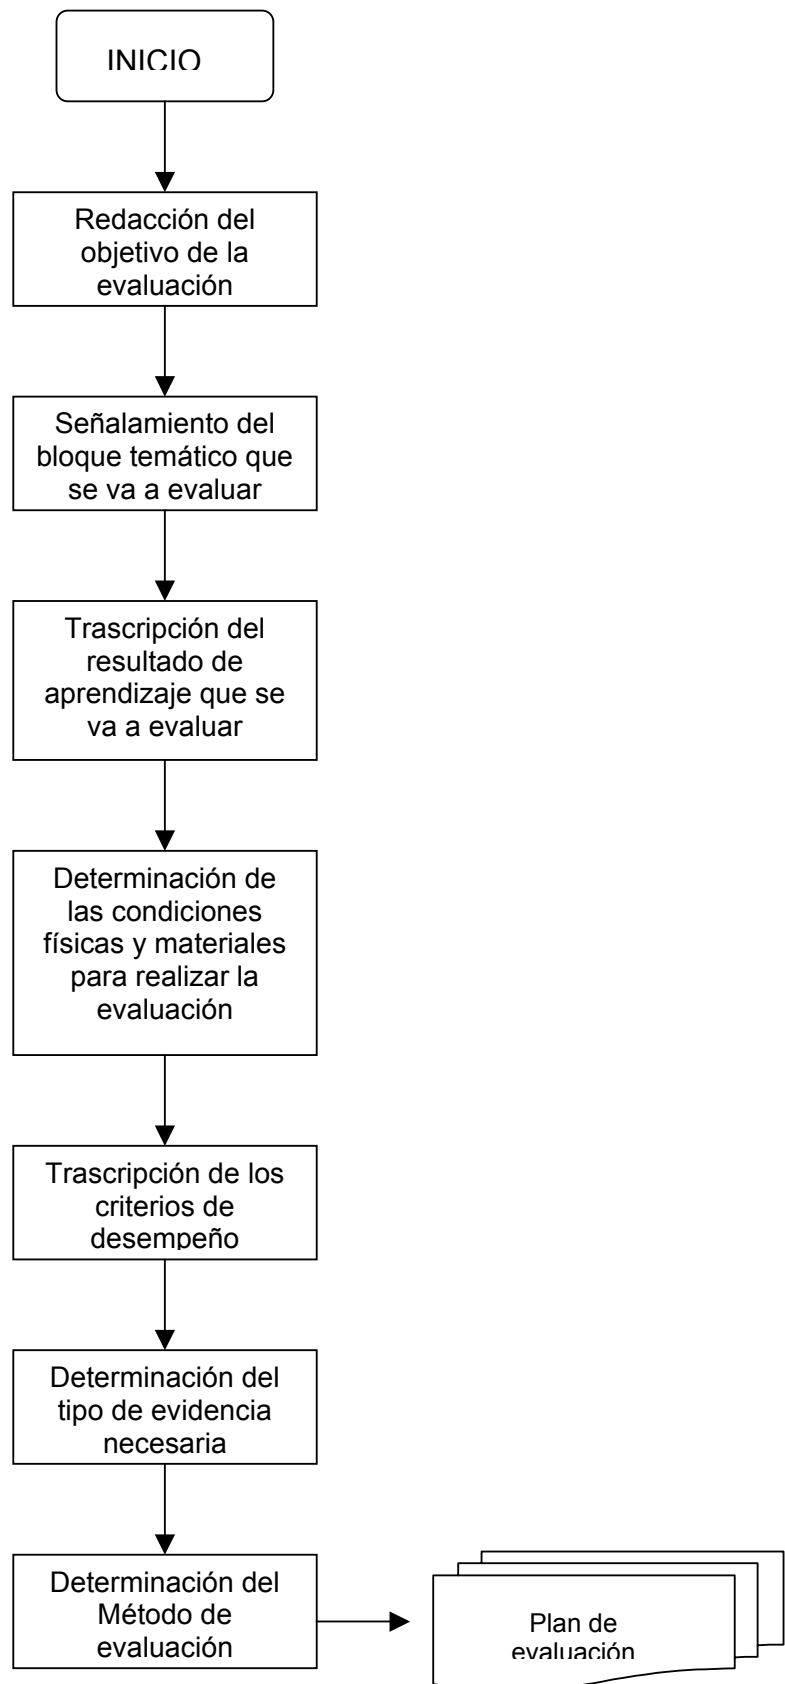 INICIO
Redacción del
objetivo de la
evaluación
Señalamiento del
bloque temático que
se va a evaluar
Trascripción del
resultado de
aprendizaje que se
va a evaluar
Determinación de
las condiciones
físicas y materiales
para realizar la
evaluación
Trascripción de los
criterios de
desempeño
Determinación del
tipo de evidencia
necesaria
Determinación del
Método de
evaluación
Plan de
evaluación